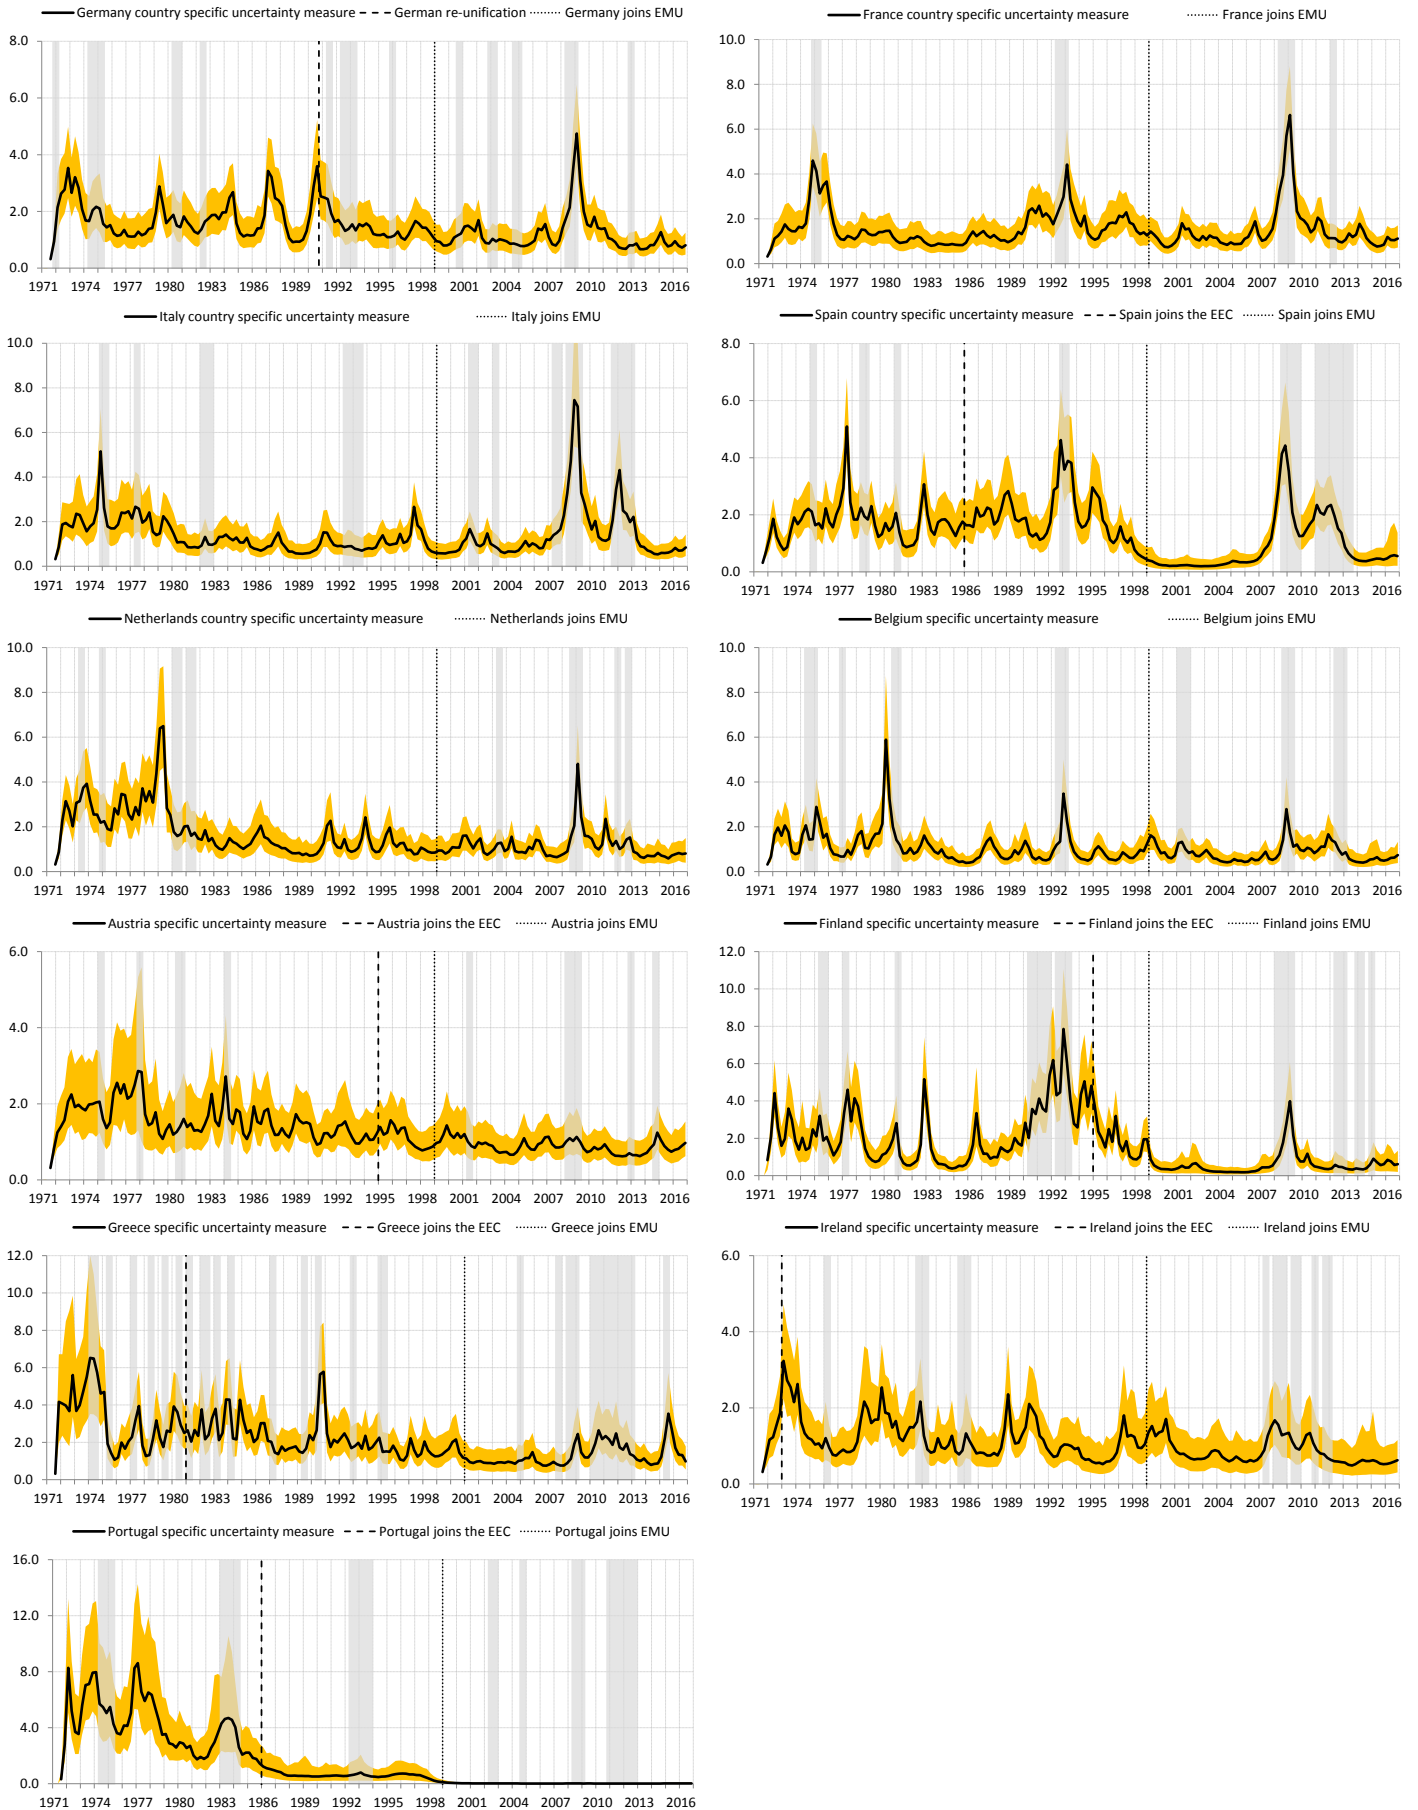 Germany country specific uncertainty measure German re-unification Germany joins EMU
8.0
6.0
4.0
2.0
0.0
1971 1974 1977 1980 1983 1986 1989 1992 1995 1998 2001 2004 2007 2010 2013 2016
France country specific uncertainty measure France joins EMU
10.0
8.0
6.0
4.0
2.0
0.0
1971 1974 1977 1980 1983 1986 1989 1992 1995 1998 2001 2004 2007 2010 2013 2016
Italy country specific uncertainty measure Italy joins EMU
10.0
8.0
6.0
4.0
2.0
0.0
1971 1974 1977 1980 1983 1986 1989 1992 1995 1998 2001 2004 2007 2010 2013 2016
Spain country specific uncertainty measure Spain joins the EEC Spain joins EMU
8.0
6.0
4.0
2.0
0.0
1971 1974 1977 1980 1983 1986 1989 1992 1995 1998 2001 2004 2007 2010 2013 2016
Netherlands country specific uncertainty measure Netherlands joins EMU
10.0
8.0
6.0
4.0
2.0
0.0
1971 1974 1977 1980 1983 1986 1989 1992 1995 1998 2001 2004 2007 2010 2013 2016
Belgium specific uncertainty measure Belgium joins EMU
10.0
8.0
6.0
4.0
2.0
0.0
1971 1974 1977 1980 1983 1986 1989 1992 1995 1998 2001 2004 2007 2010 2013 2016
Austria specific uncertainty measure Austria joins the EEC Austria joins EMU
6.0
4.0
2.0
0.0
1971 1974 1977 1980 1983 1986 1989 1992 1995 1998 2001 2004 2007 2010 2013 2016
Finland specific uncertainty measure Finland joins the EEC Finland joins EMU
12.0
10.0
8.0
6.0
4.0
2.0
0.0
1971 1974 1977 1980 1983 1986 1989 1992 1995 1998 2001 2004 2007 2010 2013 2016
Greece specific uncertainty measure Greece joins the EEC Greece joins EMU
12.0
10.0
8.0
6.0
4.0
2.0
0.0
1971 1974 1977 1980 1983 1986 1989 1992 1995 1998 2001 2004 2007 2010 2013 2016
Ireland specific uncertainty measure Ireland joins the EEC Ireland joins EMU
6.0
4.0
2.0
0.0
1971 1974 1977 1980 1983 1986 1989 1992 1995 1998 2001 2004 2007 2010 2013 2016
Portugal specific uncertainty measure Portugal joins the EEC Portugal joins EMU
16.0
12.0
8.0
4.0
0.0
1971 1974 1977 1980 1983 1986 1989 1992 1995 1998 2001 2004 2007 2010 2013 2016